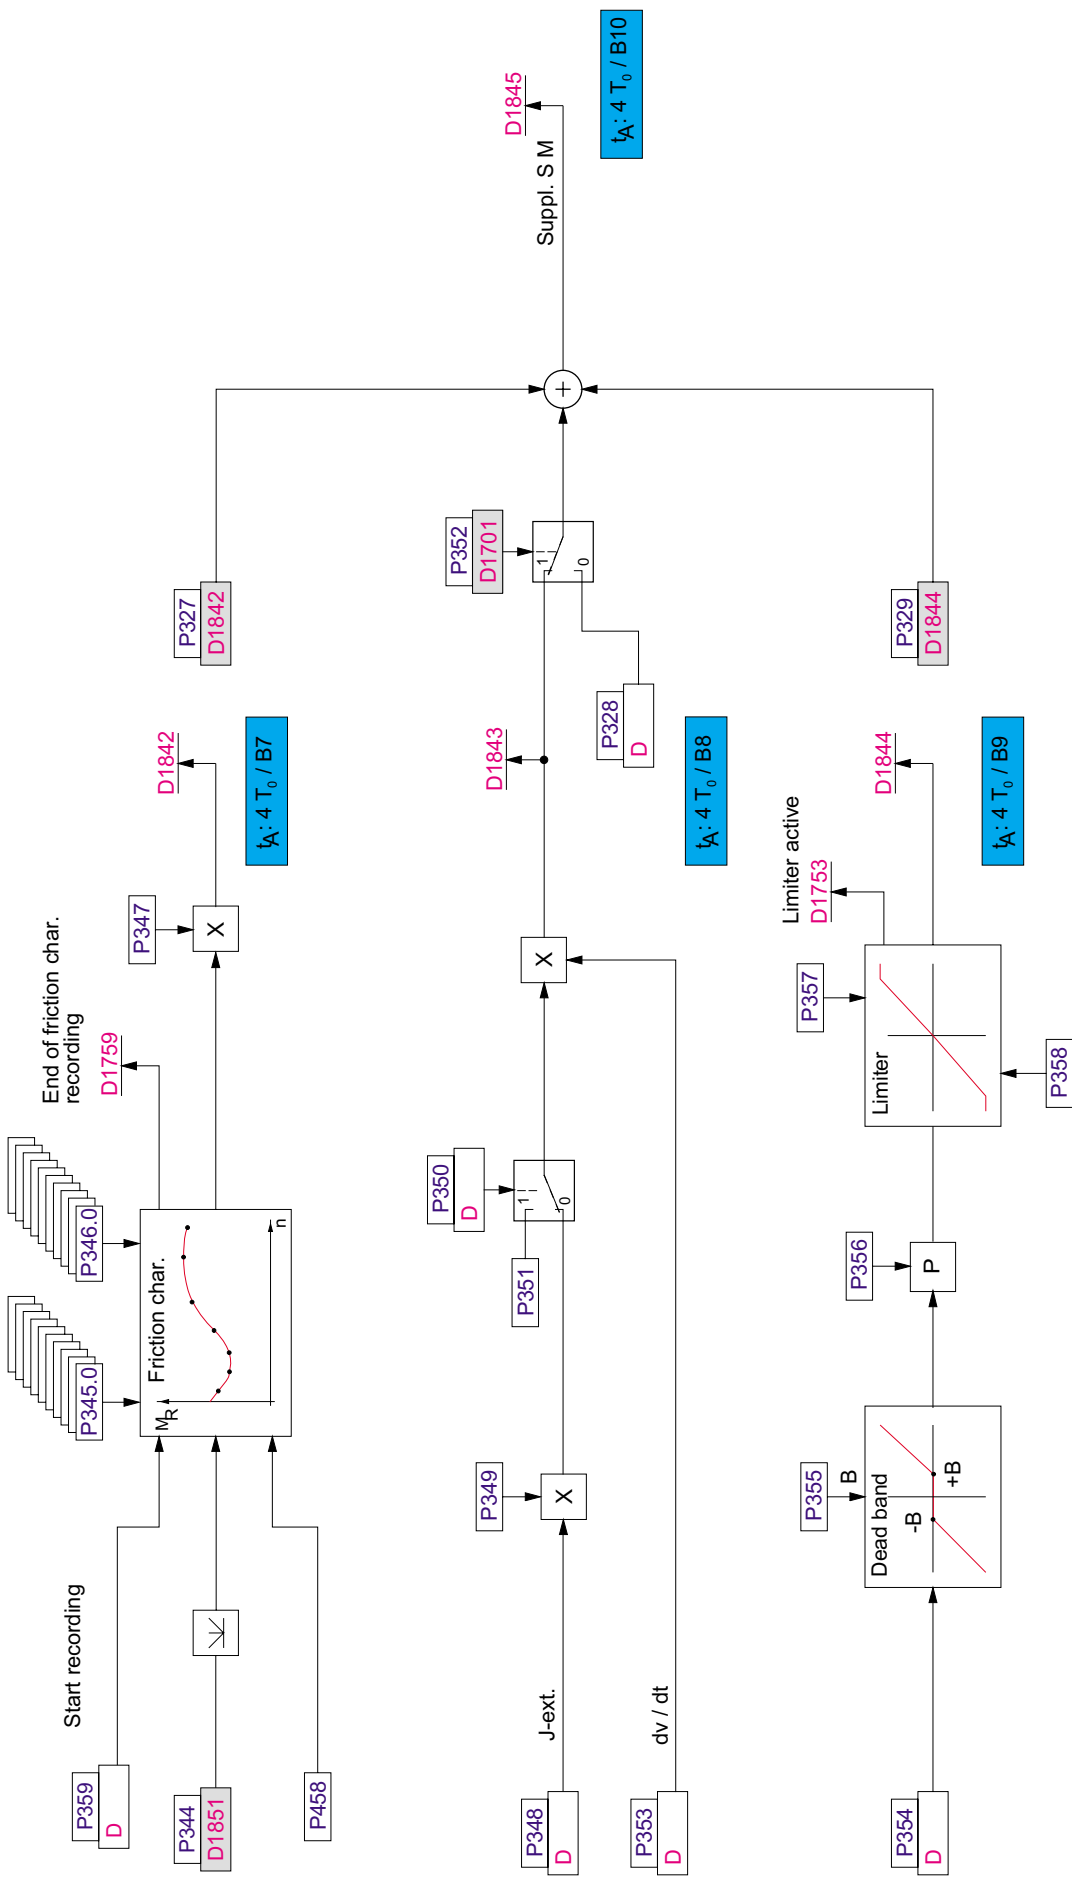 Start recording
P359
D
P344
D1851
P458
P345.0
P346.0
Friction char.
MR
n
End of friction char.
recording
D1759
P347
X
D1842
tA: 4 T0 / B7
P327
D1842
J-ext.
P348
D
dv / dt
P353
D
P349
X
P351
P350
D
1
0
X
D1843
tA: 4 T0 / B8
P328
D
P352
D1701
1
0
+
Suppl. S M
D1845
tA: 4 T0 / B10
P354
D
Dead band
P355
B
-B
+B
P356
P
Limiter
P357
P358
Limiter active
D1753
D1844
tA: 4 T0 / B9
P329
D1844